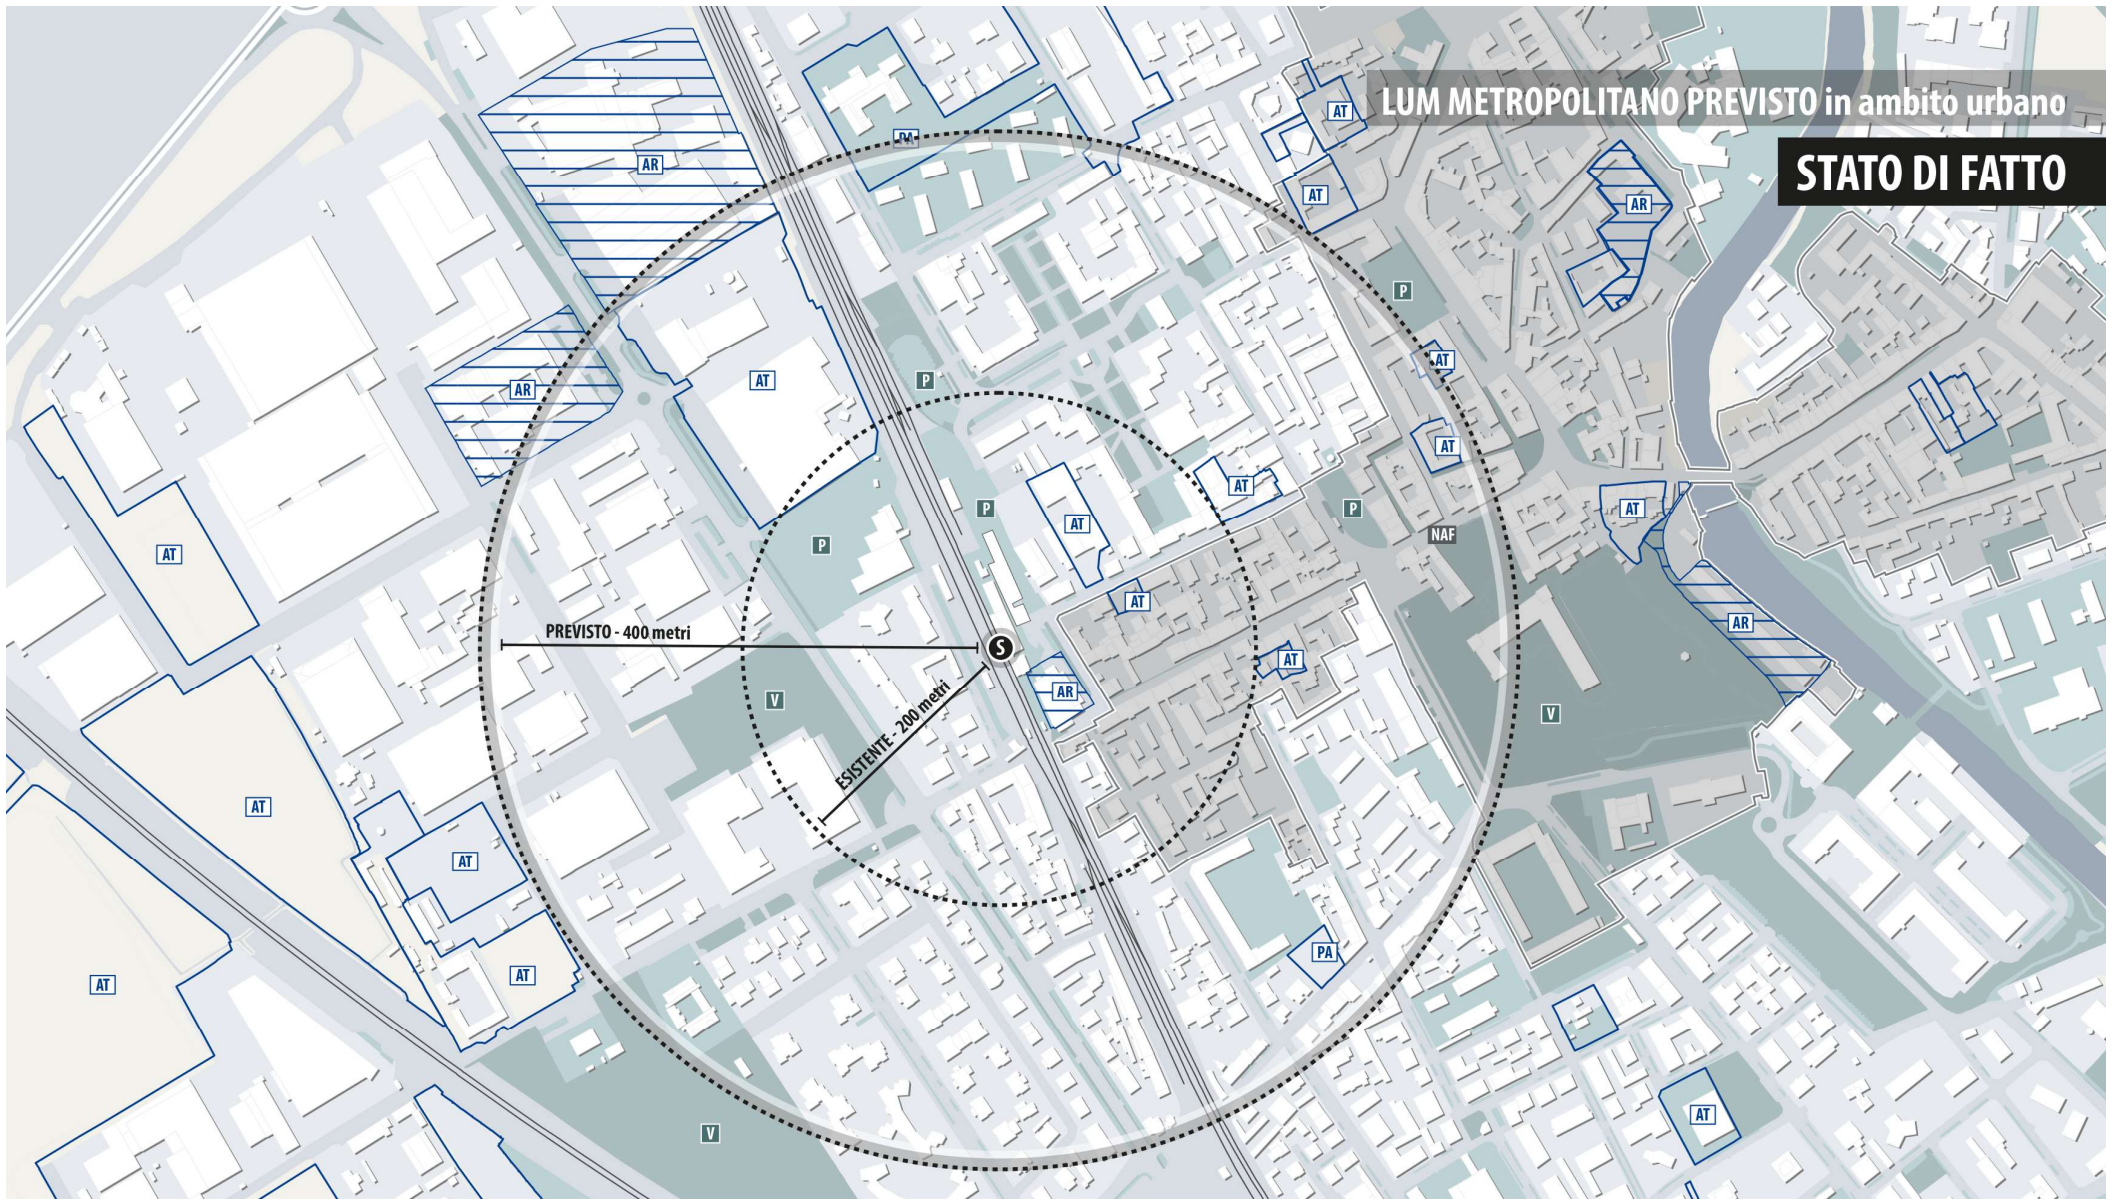 LUM METROPOLITANO PREVISTO in ambito urbano
STATO DI FATTO
AT
PA
AR
AT
AR
P
AT
AT
P
AR
AT
AT
AT
P
AT
P
AT
P
NAF
AT
AT
AR
PREVISTO - 400 metri
S
AT
AR
V
V
ESISTENTE - 200 metri
AT
AT
PA
AT
AT
AT
V